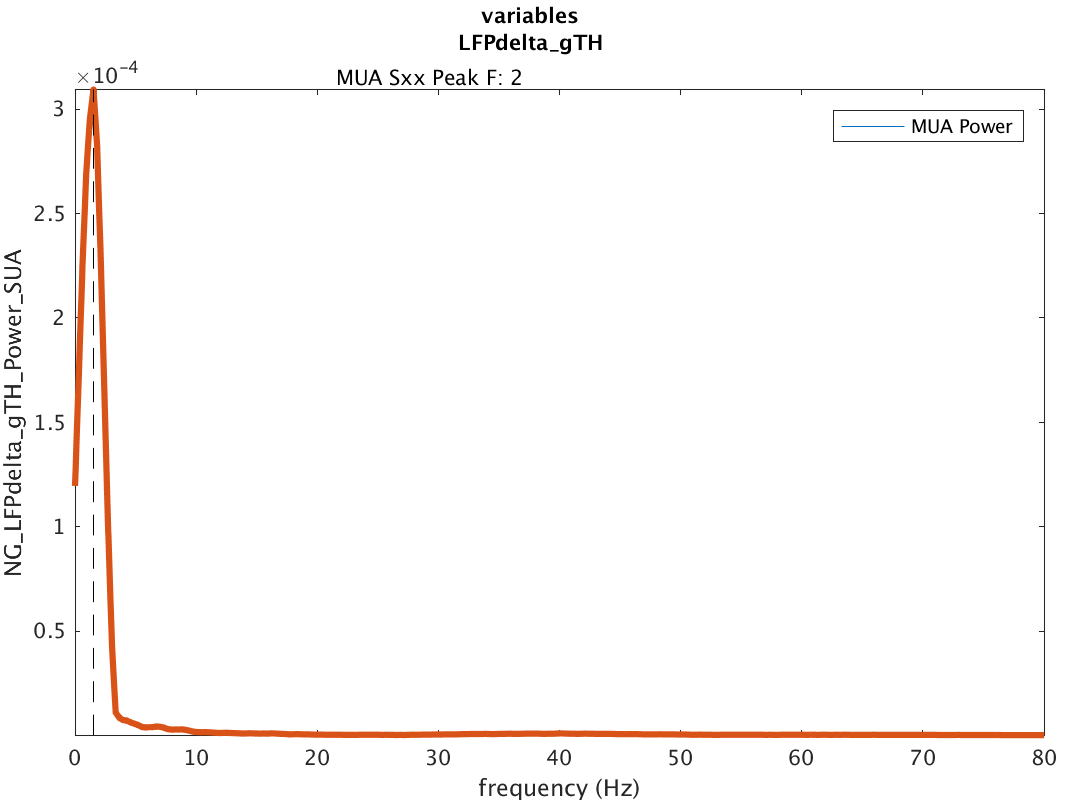 variables
LFPdelta_gTH
×10⁻⁴
MUA Sxx Peak F: 2
MUA Power
3
2.5
2
1.5
1
0.5
NG_LFPdelta_gTH_Power_SUA
0 10 20 30 40 50 60 70 80
frequency (Hz)